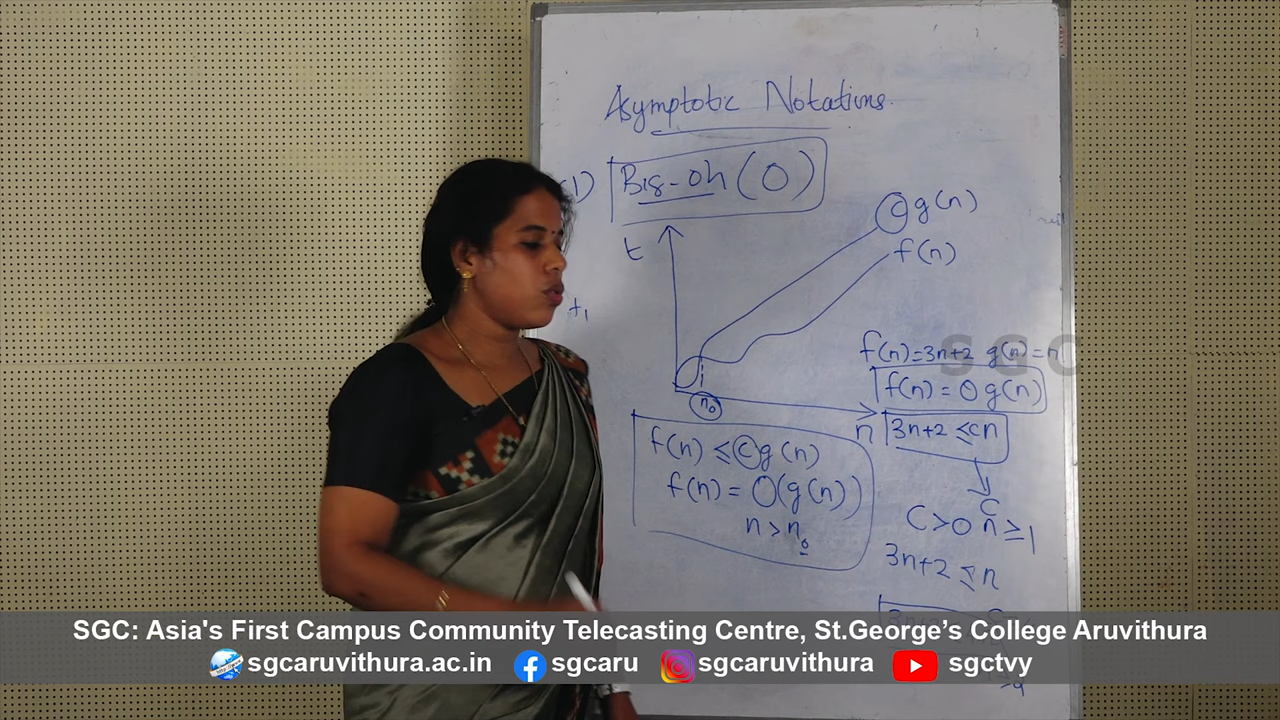 Asymptotic Notations.
1) Big-oh (O)
t
c g(n)
f(n)
n₀
n
f(n) ≤ c g(n)
f(n) = O(g(n))
n > n₀
f(n)=3n+2 g(n)=n
f(n) = O g(n)
3n+2 ≤ cn
C
C>0 n ≥ 1
3n+2 ≤ n
SGC
SGC: Asia's First Campus Community Telecasting Centre, St.George’s College Aruvithura
sgcaruvithura.ac.in sgcaru sgcaruvithura sgctvy